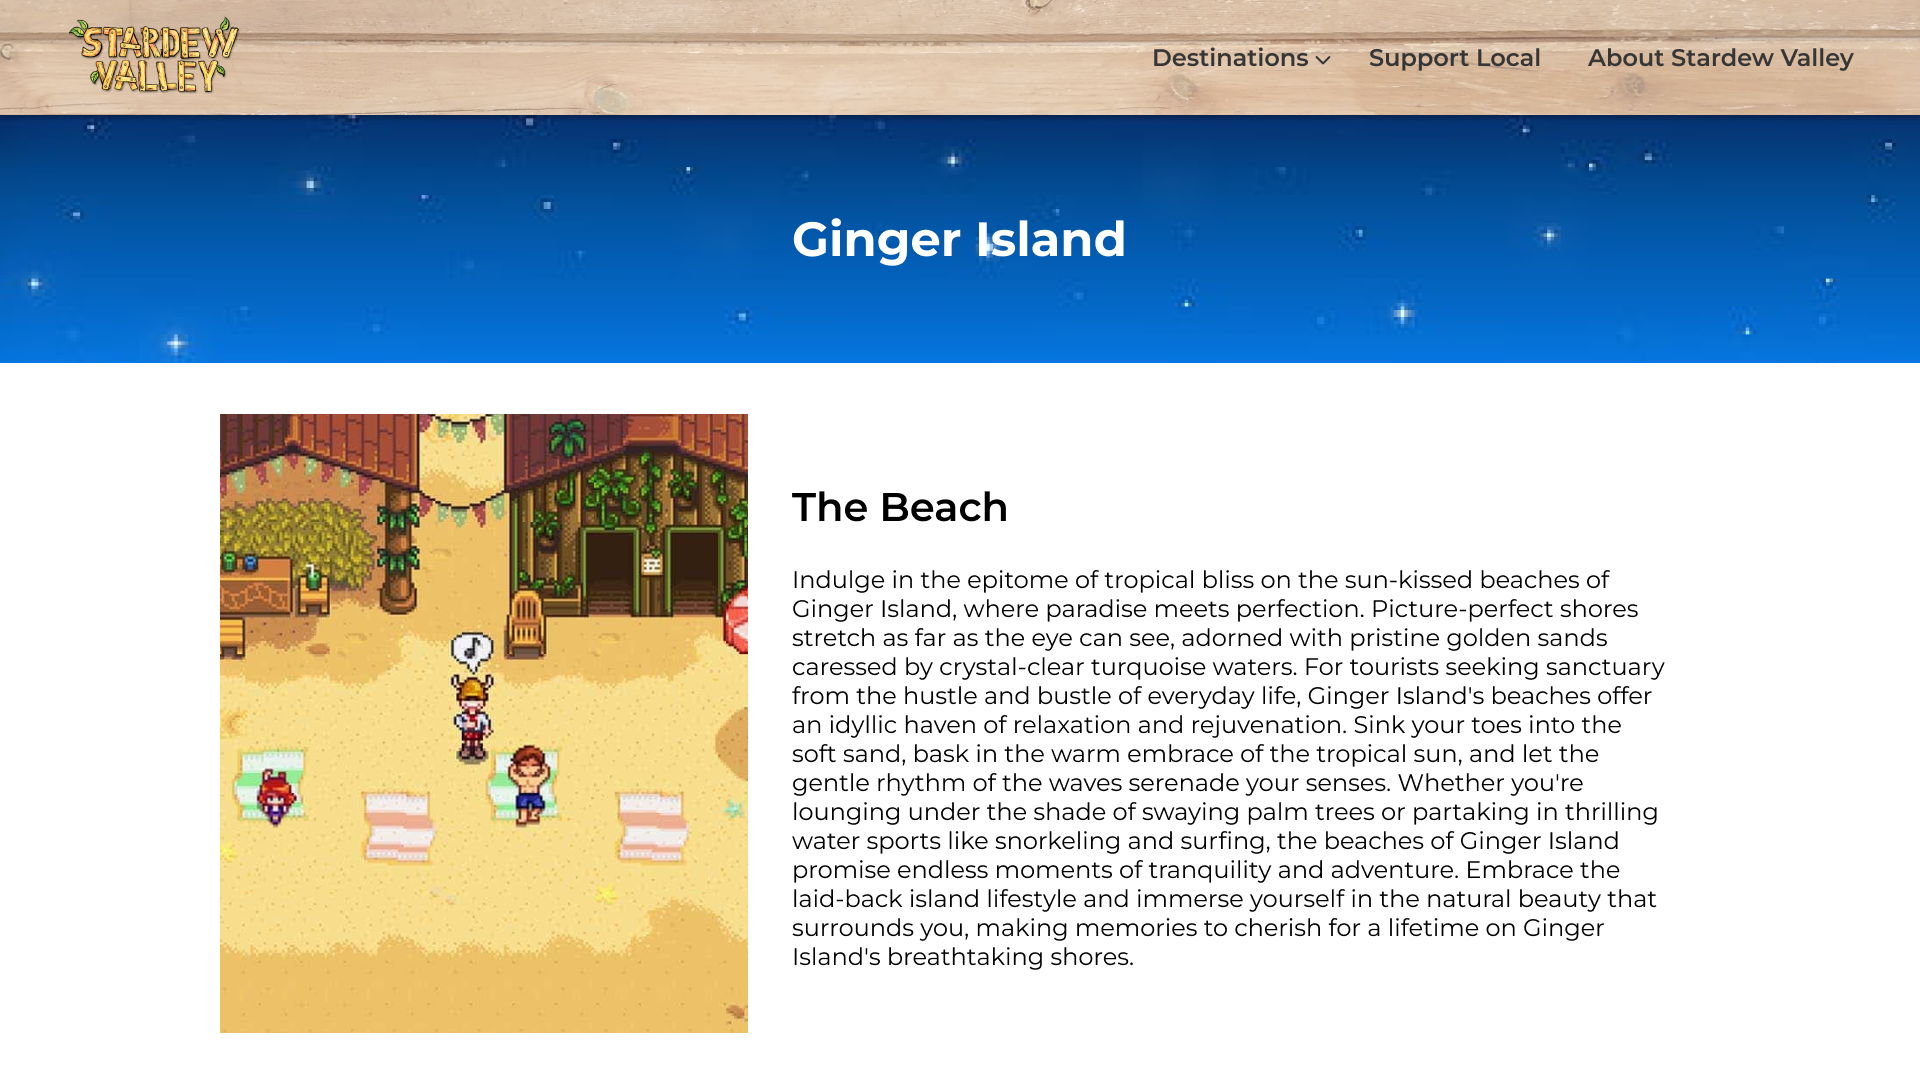 STARDEW
VALLEY
Destinations
Support Local
About Stardew Valley
Ginger Island
The Beach
Indulge in the epitome of tropical bliss on the sun-kissed beaches of
Ginger Island, where paradise meets perfection. Picture-perfect shores
stretch as far as the eye can see, adorned with pristine golden sands
caressed by crystal-clear turquoise waters. For tourists seeking sanctuary
from the hustle and bustle of everyday life, Ginger Island's beaches offer
an idyllic haven of relaxation and rejuvenation. Sink your toes into the
soft sand, bask in the warm embrace of the tropical sun, and let the
gentle rhythm of the waves serenade your senses. Whether you're
lounging under the shade of swaying palm trees or partaking in thrilling
water sports like snorkeling and surfing, the beaches of Ginger Island
promise endless moments of tranquility and adventure. Embrace the
laid-back island lifestyle and immerse yourself in the natural beauty that
surrounds you, making memories to cherish for a lifetime on Ginger
Island's breathtaking shores.